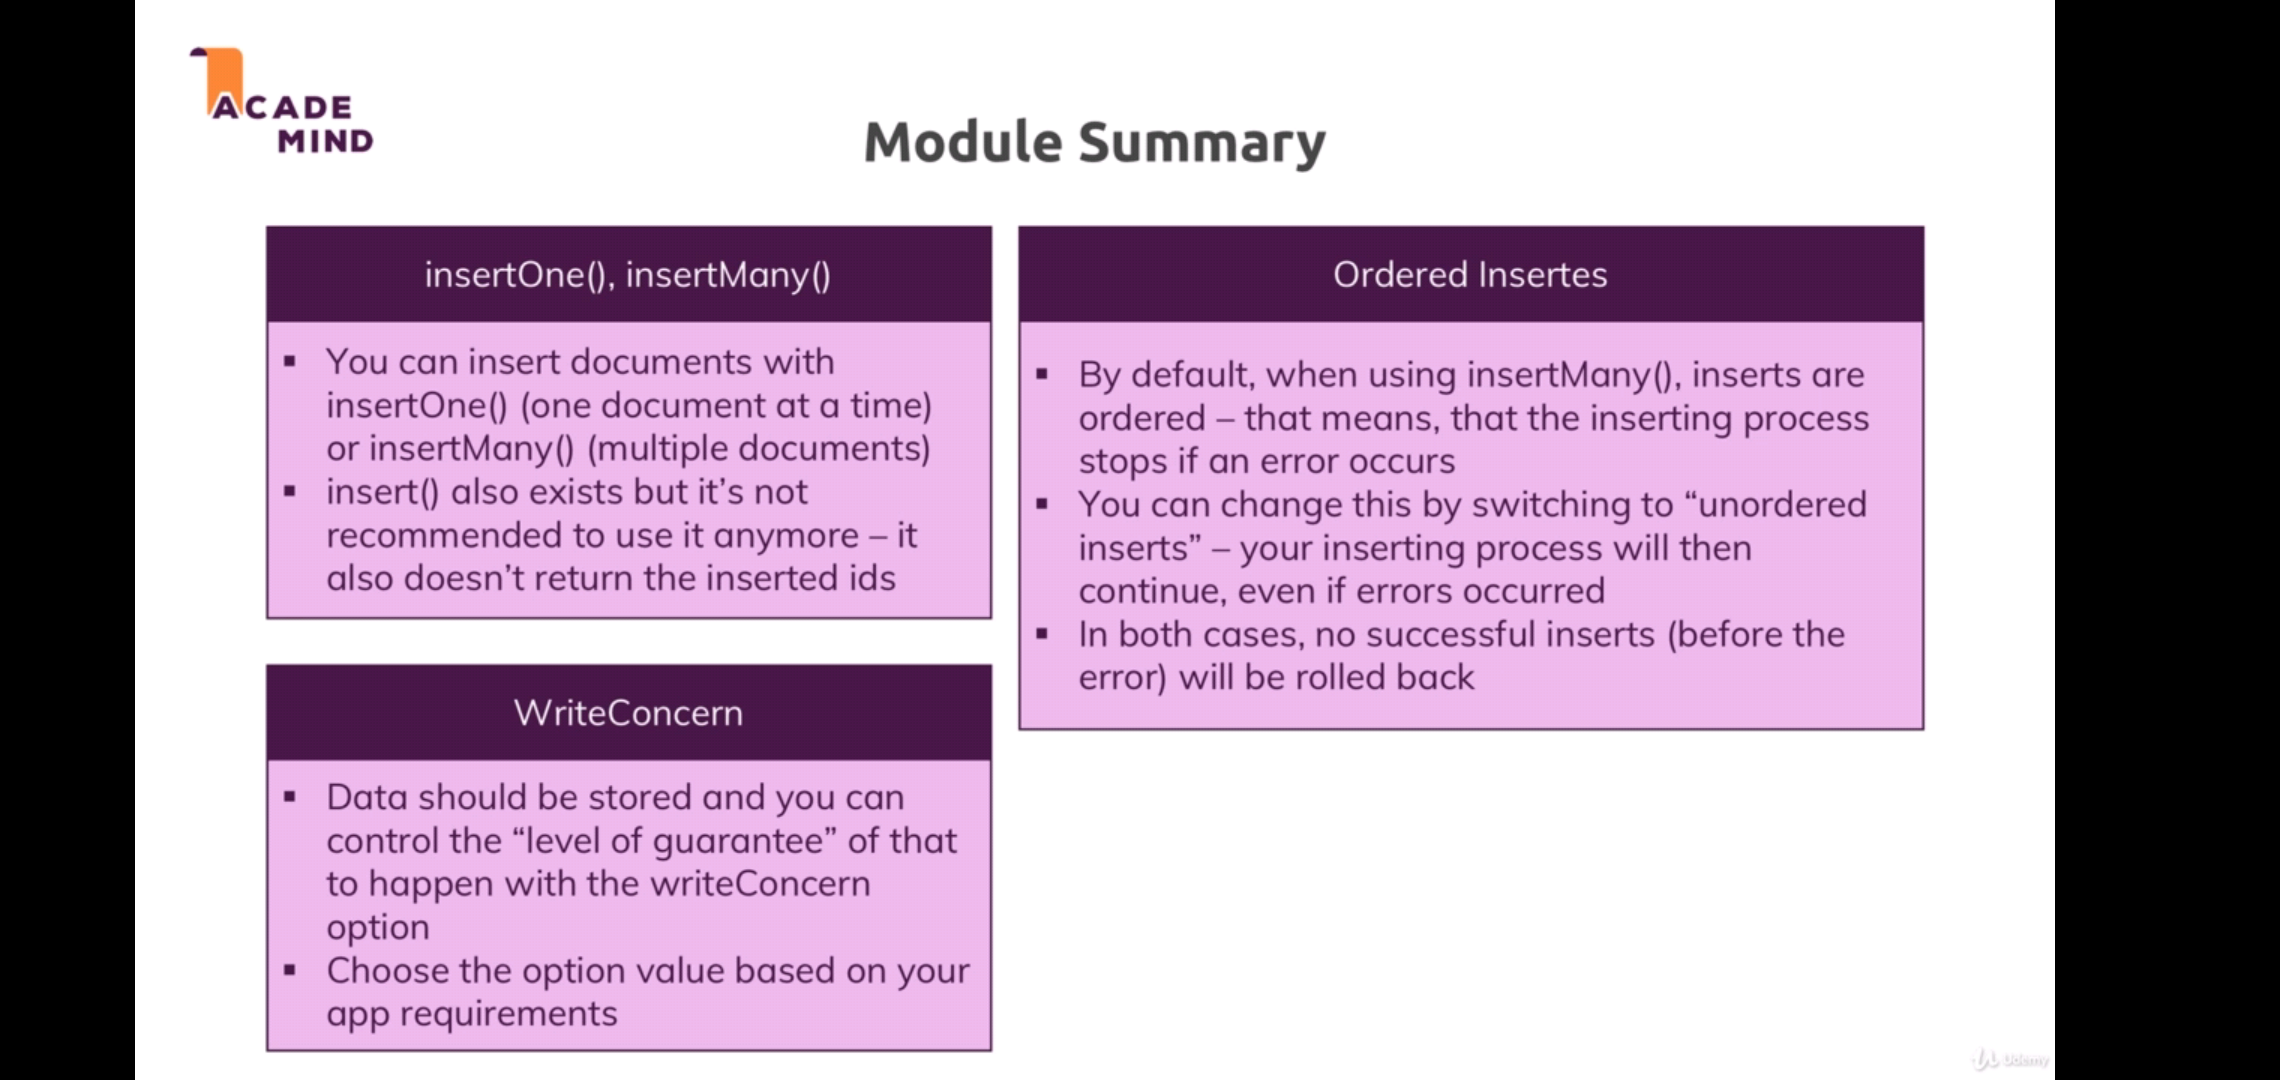 ACADE
MIND
Module Summary
insertOne(), insertMany()
▪ You can insert documents with
insertOne() (one document at a time)
or insertMany() (multiple documents)
▪ insert() also exists but it’s not
recommended to use it anymore – it
also doesn’t return the inserted ids
WriteConcern
▪ Data should be stored and you can
control the “level of guarantee” of that
to happen with the writeConcern
option
▪ Choose the option value based on your
app requirements
Ordered Insertes
▪ By default, when using insertMany(), inserts are
ordered – that means, that the inserting process
stops if an error occurs
▪ You can change this by switching to “unordered
inserts” – your inserting process will then
continue, even if errors occurred
▪ In both cases, no successful inserts (before the
error) will be rolled back
Udemy